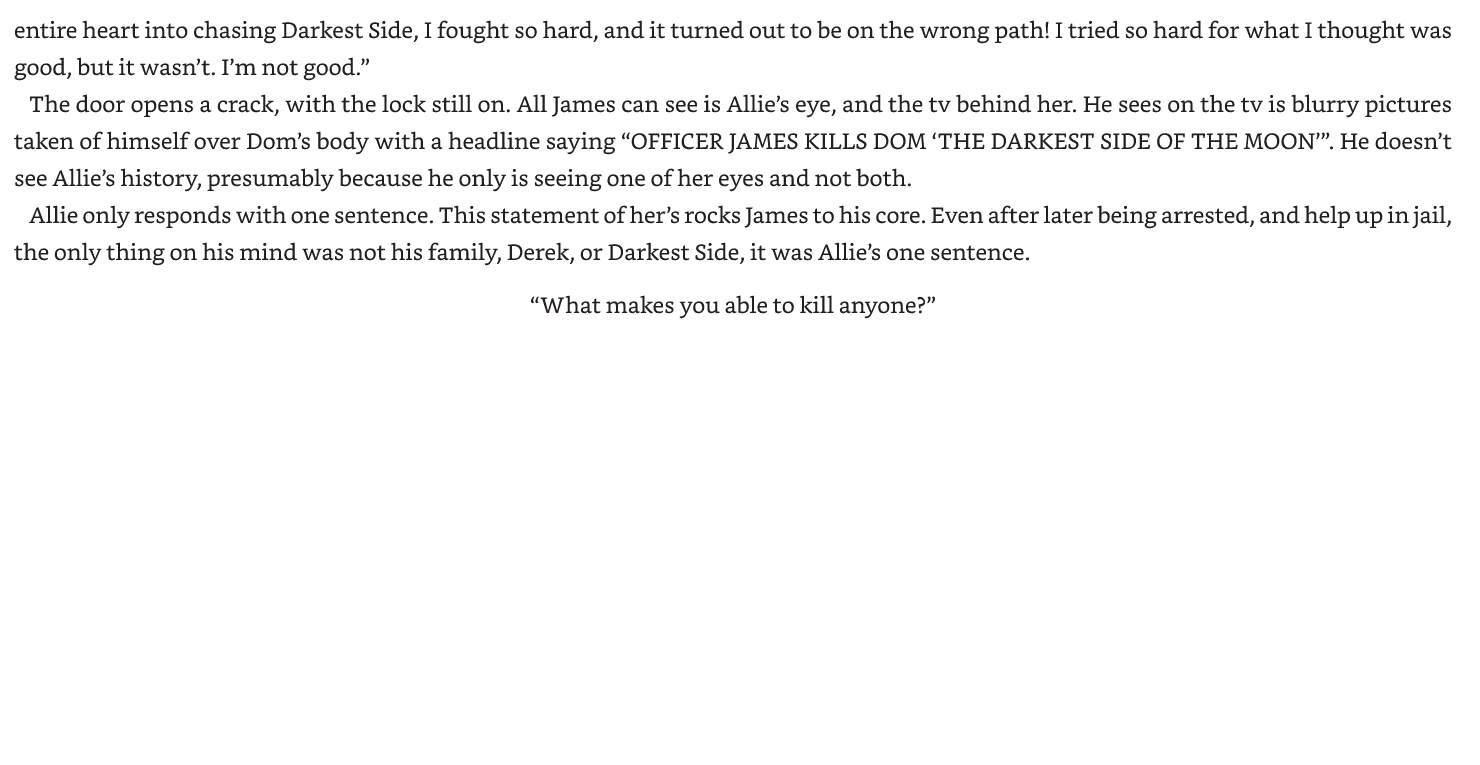 entire heart into chasing Darkest Side, I fought so hard, and it turned out to be on the wrong path! I tried so hard for what I thought was
good, but it wasn’t. I’m not good.”
The door opens a crack, with the lock still on. All James can see is Allie’s eye, and the tv behind her. He sees on the tv is blurry pictures
taken of himself over Dom’s body with a headline saying “OFFICER JAMES KILLS DOM ‘THE DARKEST SIDE OF THE MOON’”. He doesn’t
see Allie’s history, presumably because he only is seeing one of her eyes and not both.
Allie only responds with one sentence. This statement of her’s rocks James to his core. Even after later being arrested, and help up in jail,
the only thing on his mind was not his family, Derek, or Darkest Side, it was Allie’s one sentence.
“What makes you able to kill anyone?”